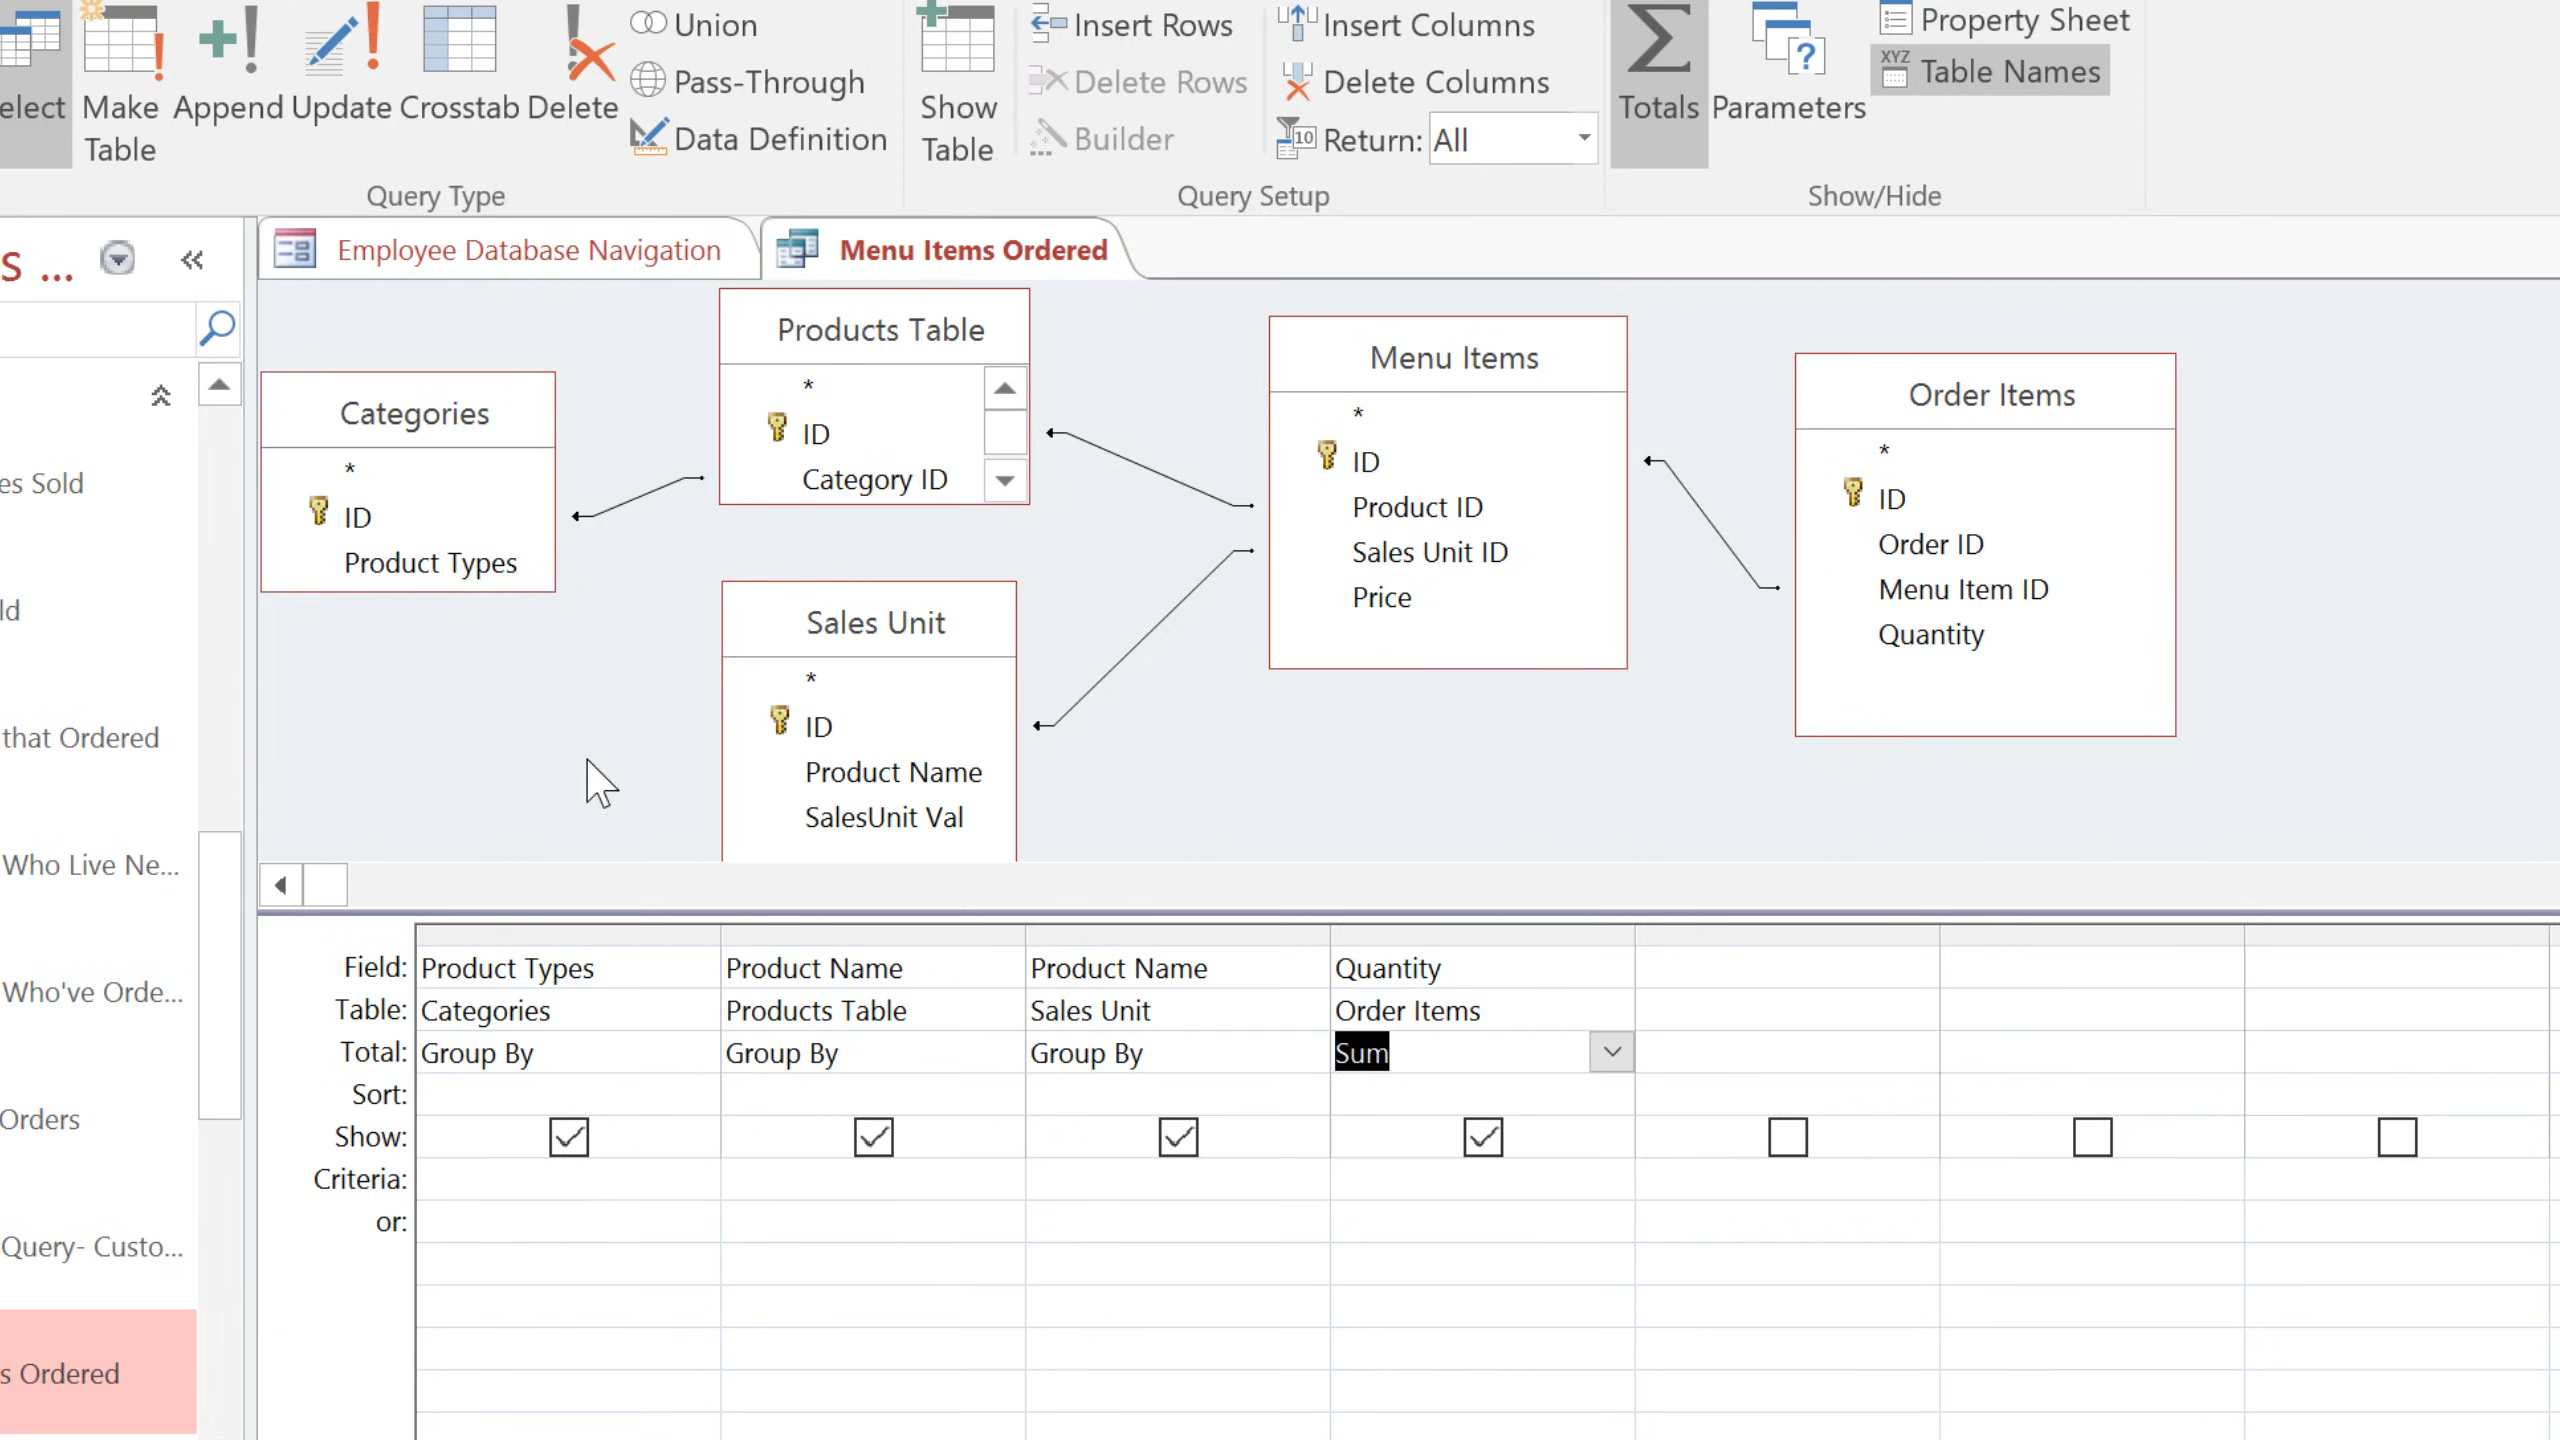 elect
Make Table
Append
Update
Crosstab
Delete
Union
Pass-Through
Data Definition
Query Type
Show Table
Insert Rows
Delete Rows
Builder
Insert Columns
Delete Columns
10 Return: All
Query Setup
Totals
Parameters
Property Sheet
XYZ Table Names
Show/Hide
s ...
Employee Database Navigation
Menu Items Ordered
es Sold
ld
that Ordered
Who Live Ne...
Who've Orde...
Orders
Query- Custo...
s Ordered
Categories
*
ID
Product Types
Products Table
*
ID
Category ID
Sales Unit
*
ID
Product Name
SalesUnit Val
Menu Items
*
ID
Product ID
Sales Unit ID
Price
Order Items
*
ID
Order ID
Menu Item ID
Quantity
Field: Product Types Product Name Product Name Quantity
Table: Categories Products Table Sales Unit Order Items
Total: Group By Group By Group By Sum
Sort:
Show:
Criteria:
or: